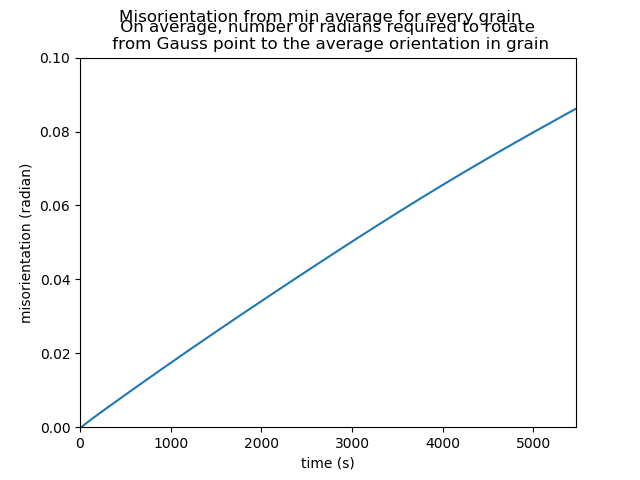 Misorientation from min average for every grain
On average, number of radians required to rotate
from Gauss point to the average orientation in grain
0.10
0.08
0.06
0.04
0.02
0.00
misorientation (radian)
0 1000 2000 3000 4000 5000
time (s)